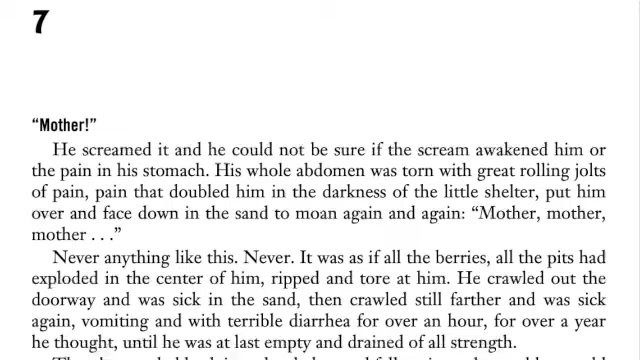 7
“Mother!”
He screamed it and he could not be sure if the scream awakened him or
the pain in his stomach. His whole abdomen was torn with great rolling jolts
of pain, pain that doubled him in the darkness of the little shelter, put him
over and face down in the sand to moan again and again: “Mother, mother,
mother . . .”
Never anything like this. Never. It was as if all the berries, all the pits had
exploded in the center of him, ripped and tore at him. He crawled out the
doorway and was sick in the sand, then crawled still farther and was sick
again, vomiting and with terrible diarrhea for over an hour, for over a year
he thought, until he was at last empty and drained of all strength.